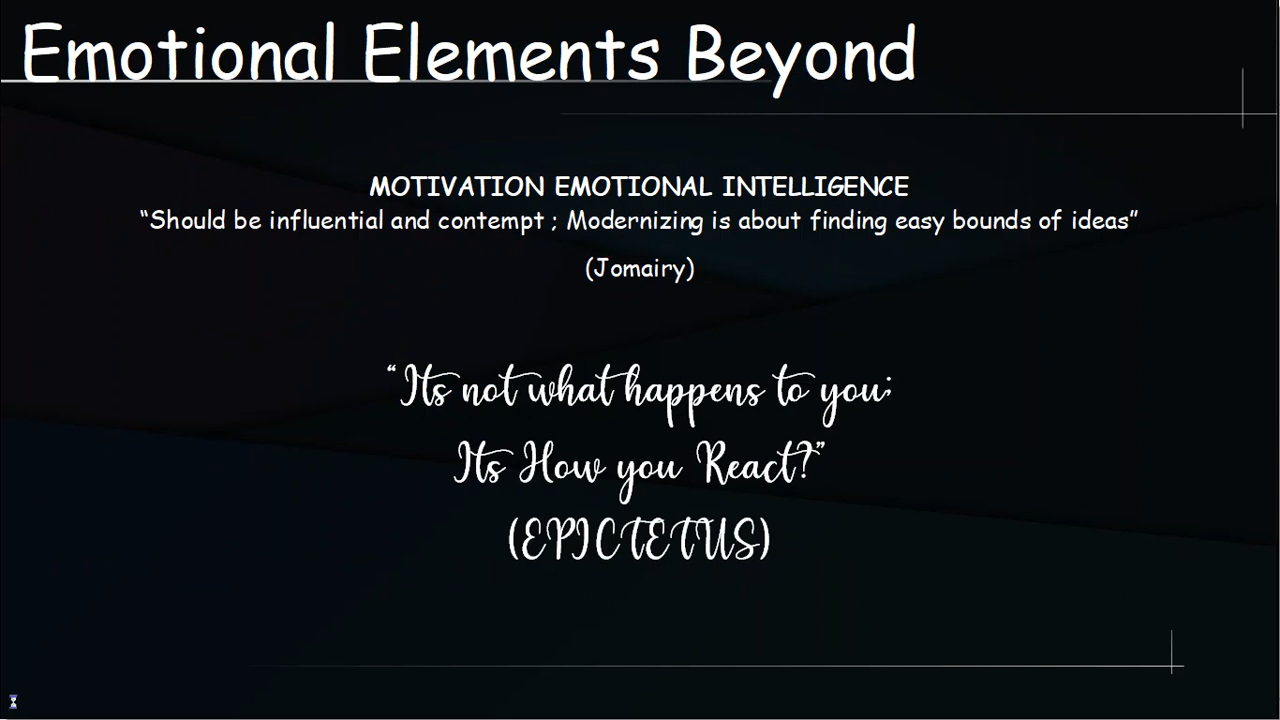 Emotional Elements Beyond
MOTIVATION EMOTIONAL INTELLIGENCE
“Should be influential and contempt ; Modernizing is about finding easy bounds of ideas”
(Jomairy)
“Its not what happens to you;
Its How you React?”
(EPICTETUS)